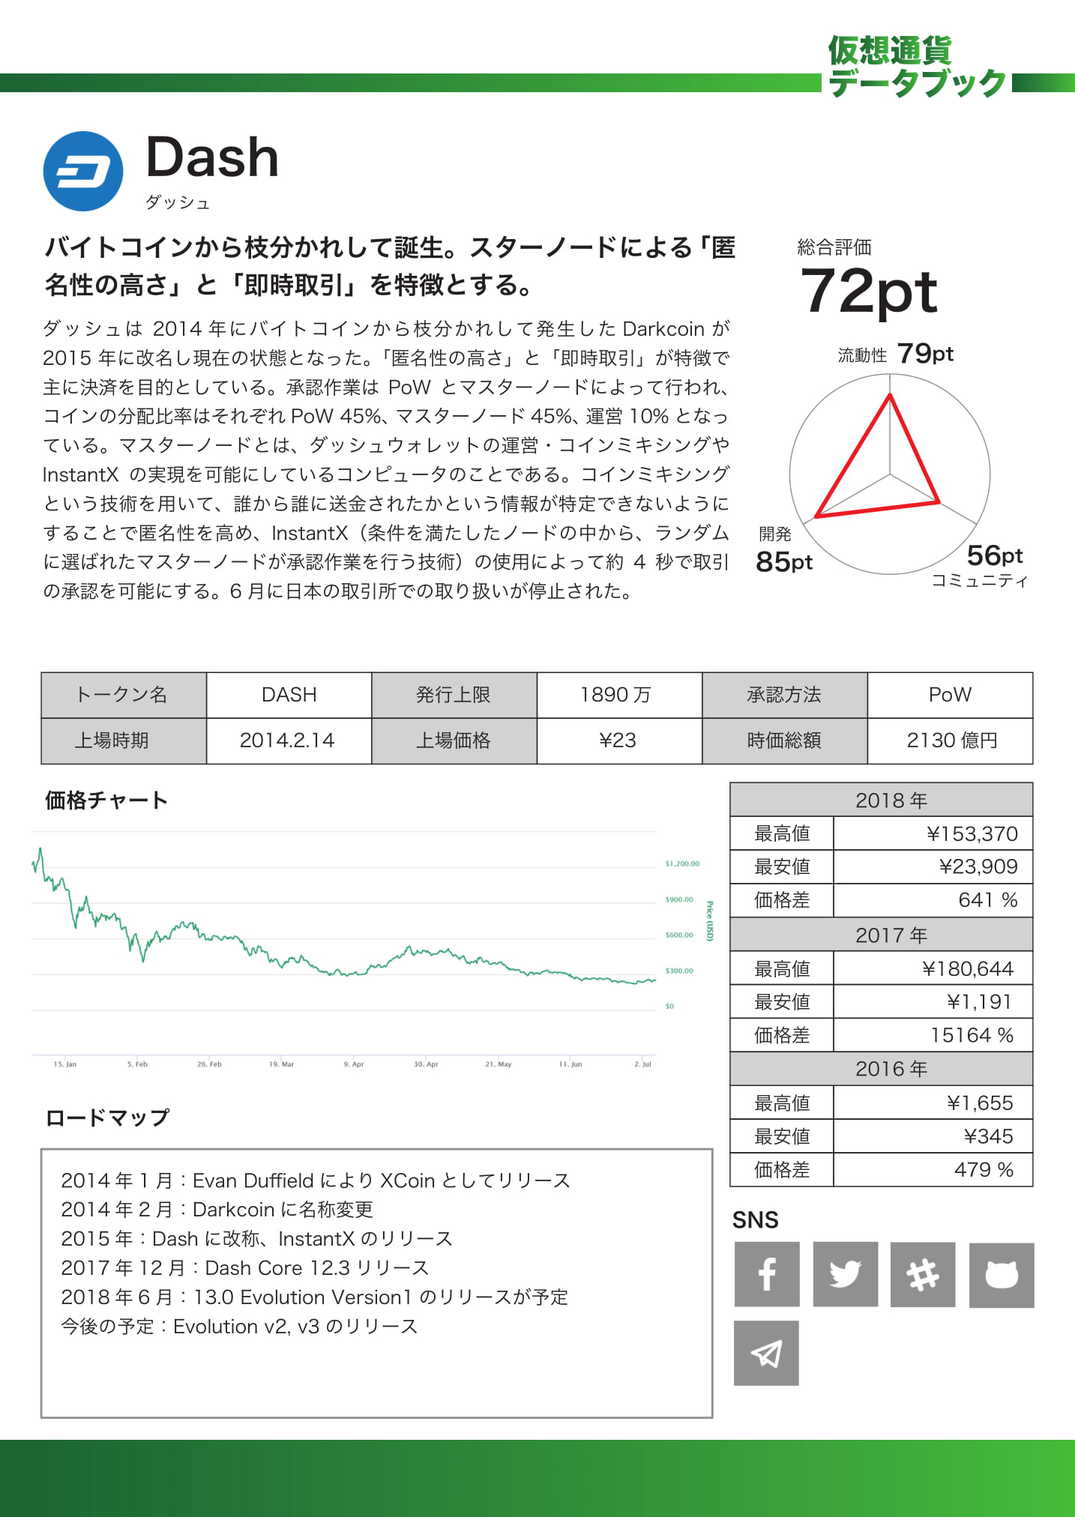 仮想通貨
データブック
Dash
ダッシュ
バイトコインから枝分かれして誕生。スターノードによる「匿
名性の高さ」と「即時取引」を特徴とする。
ダッシュは 2014 年にバイトコインから枝分かれして発生した Darkcoin が
2015 年に改名し現在の状態となった。「匿名性の高さ」と「即時取引」が特徴で
主に決済を目的としている。承認作業は PoW とマスターノードによって行われ、
コインの分配比率はそれぞれ PoW 45%、マスターノード 45%、運営 10% となっ
ている。マスターノードとは、ダッシュウォレットの運営・コインミキシングや
InstantX の実現を可能にしているコンピュータのことである。コインミキシング
という技術を用いて、誰から誰に送金されたかという情報が特定できないように
することで匿名性を高め、InstantX（条件を満たしたノードの中から、ランダム
に選ばれたマスターノードが承認作業を行う技術）の使用によって約 4 秒で取引
の承認を可能にする。6 月に日本の取引所での取り扱いが停止された。
総合評価
72pt
流動性 79pt
開発
85pt
56pt
コミュニティ
トークン名 DASH 発行上限 1890 万 承認方法 PoW
上場時期 2014.2.14 上場価格 ¥23 時価総額 2130 億円
価格チャート
$1,200.00
$900.00
$600.00
$300.00
$0
Price (USD)
15. Jan 5. Feb 26. Feb 19. Mar 9. Apr 30. Apr 21. May 11. Jun 2. Jul
2018 年
最高値 ¥153,370
最安値 ¥23,909
価格差 641 %
2017 年
最高値 ¥180,644
最安値 ¥1,191
価格差 15164 %
2016 年
最高値 ¥1,655
最安値 ¥345
価格差 479 %
ロードマップ
2014 年 1 月：Evan Duffield により XCoin としてリリース
2014 年 2 月：Darkcoin に名称変更
2015 年：Dash に改称、InstantX のリリース
2017 年 12 月：Dash Core 12.3 リリース
2018 年 6 月：13.0 Evolution Version1 のリリースが予定
今後の予定：Evolution v2, v3 のリリース
SNS